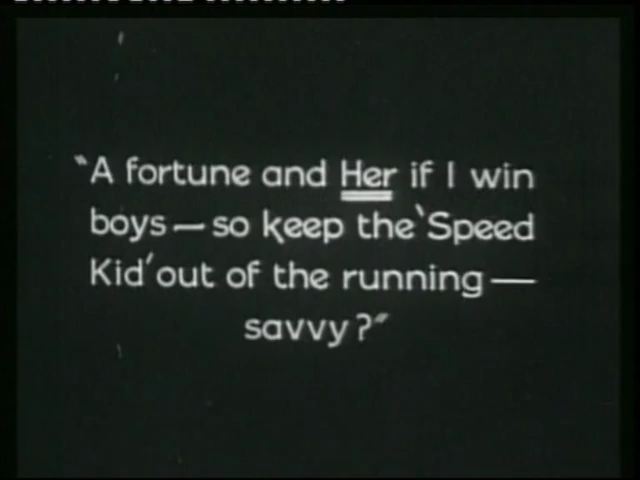 "A fortune and Her if I win
boys — so keep the 'Speed
Kid' out of the running —
savvy?"